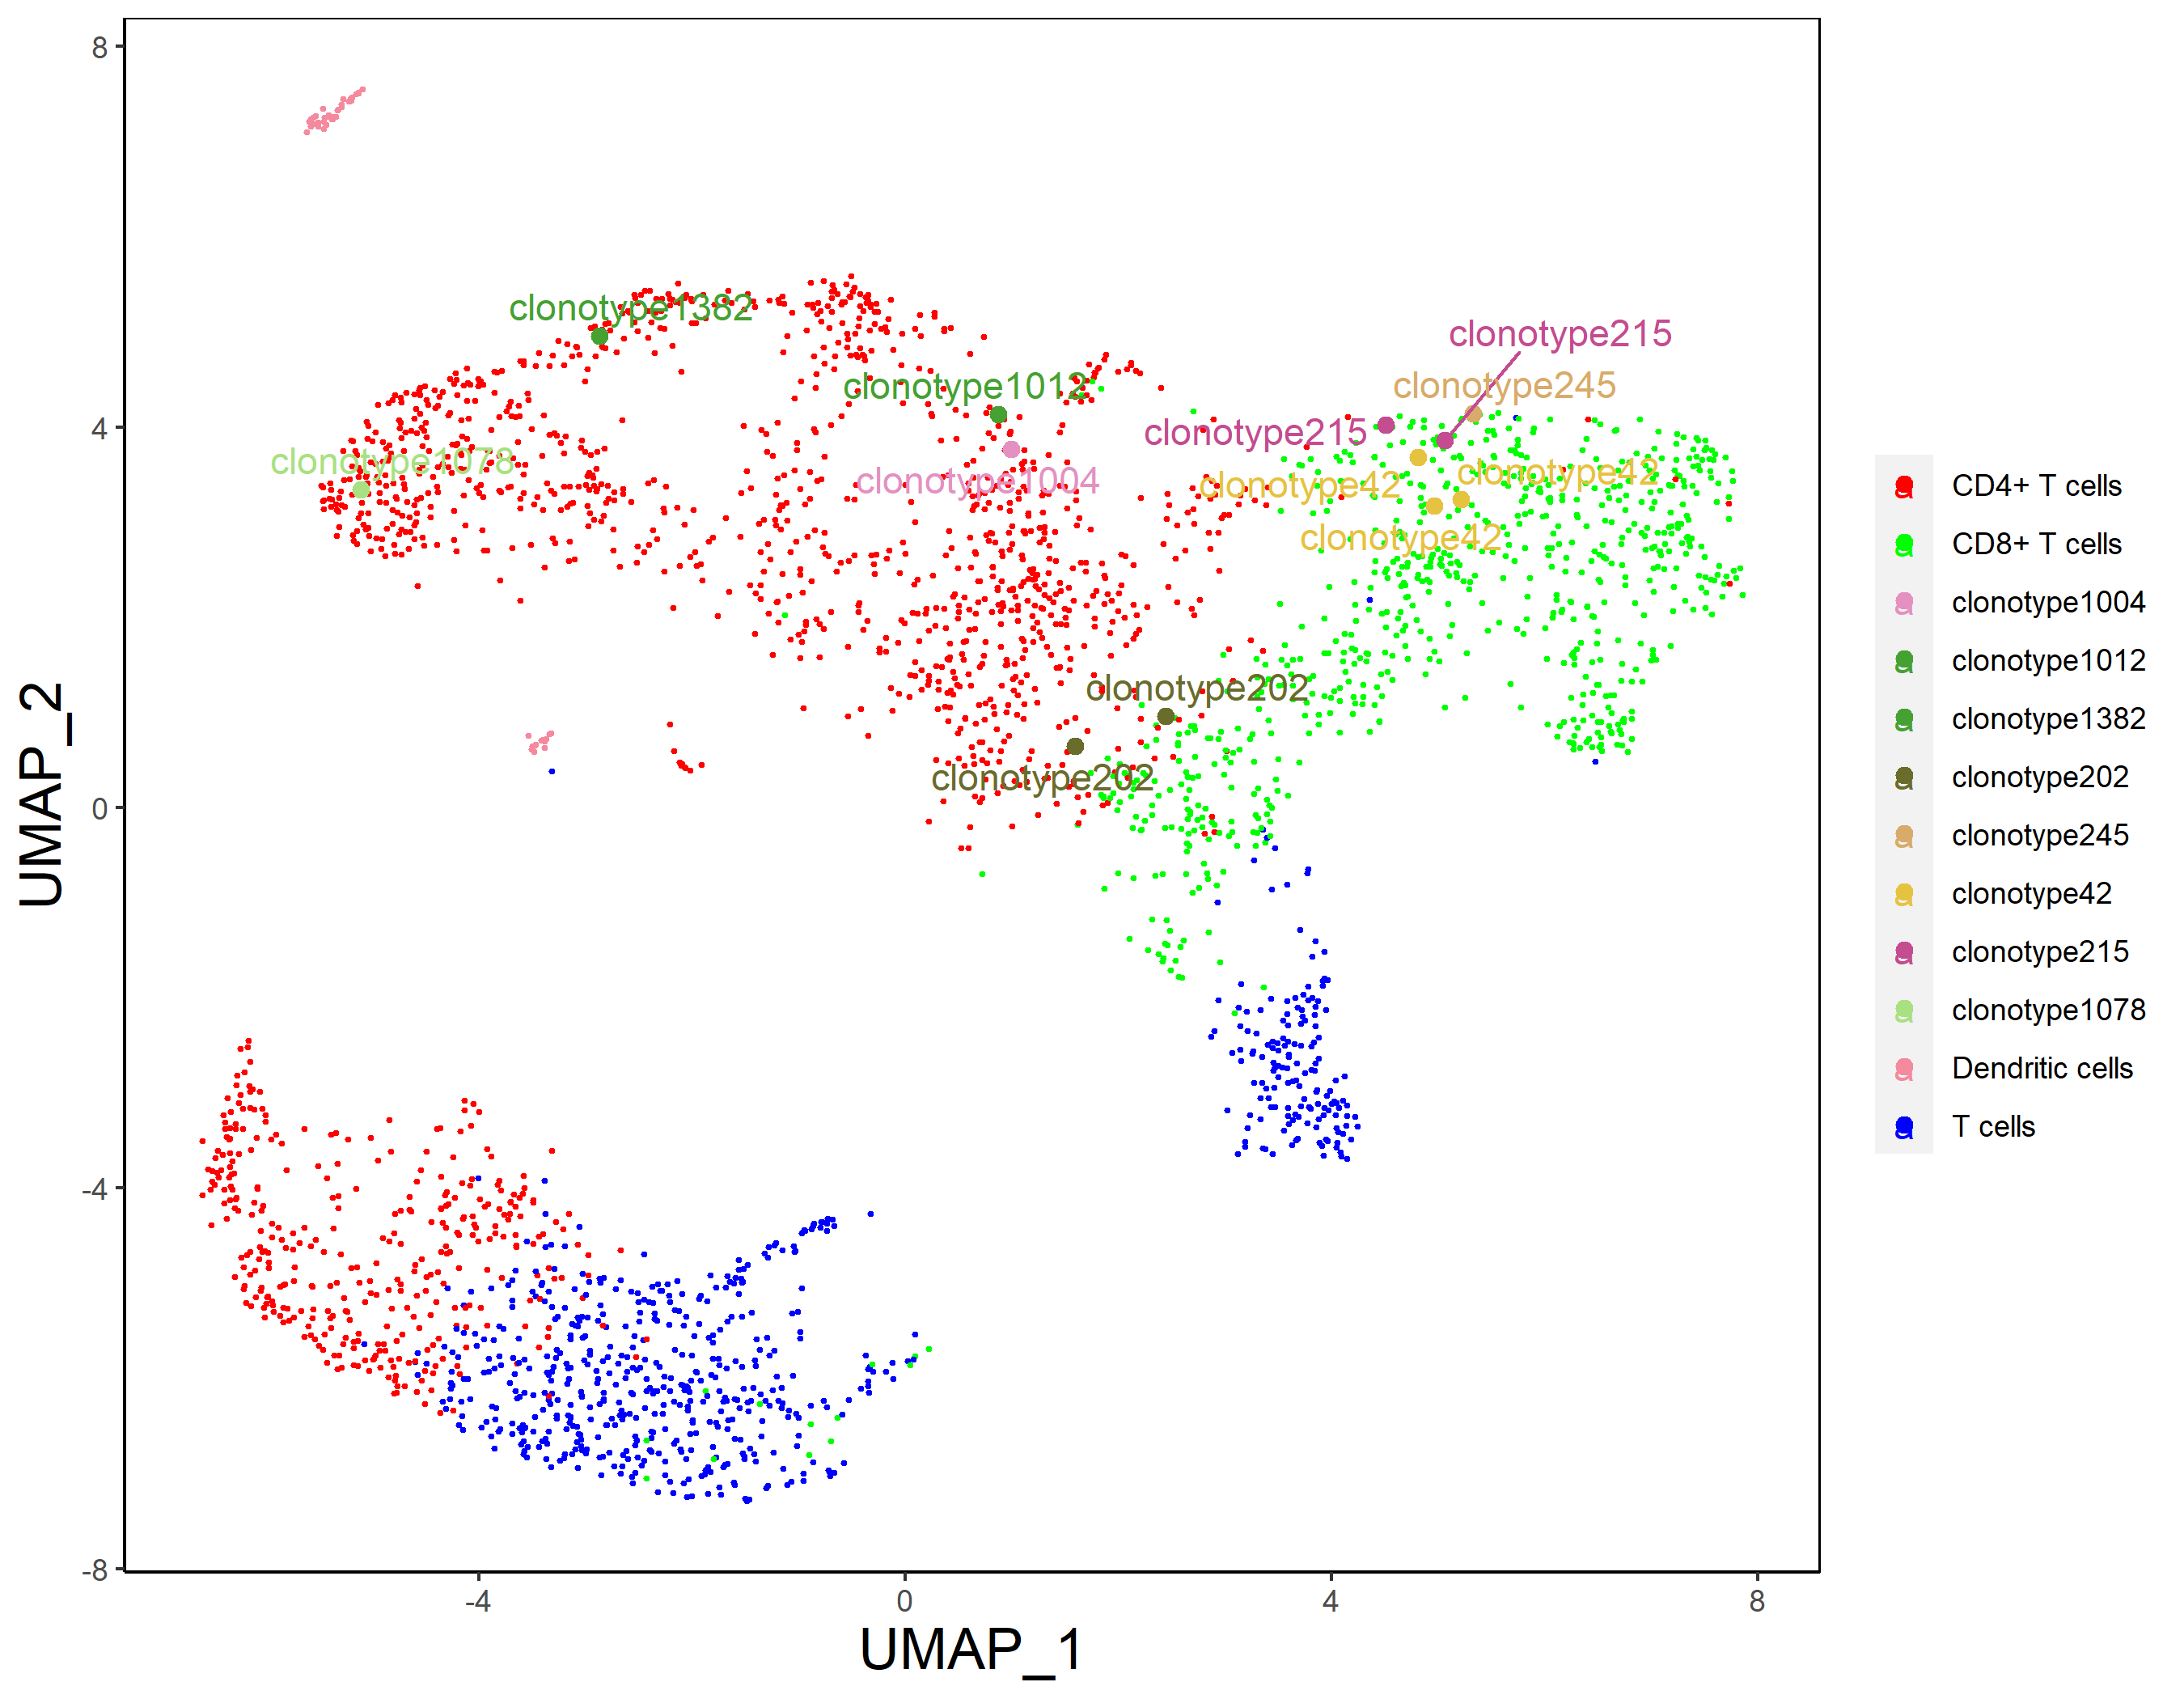 8
4
0
-4
-8
UMAP_2
clonotype1382
clonotype215
clonotype1012
clonotype245
clonotype215
clonotype1078
clonotype1004
clonotype42
clonotype42
clonotype42
clonotype202
clonotype202
-4
0
4
8
UMAP_1
a CD4+ T cells
a CD8+ T cells
a clonotype1004
a clonotype1012
a clonotype1382
a clonotype202
a clonotype245
a clonotype42
a clonotype215
a clonotype1078
a Dendritic cells
a T cells